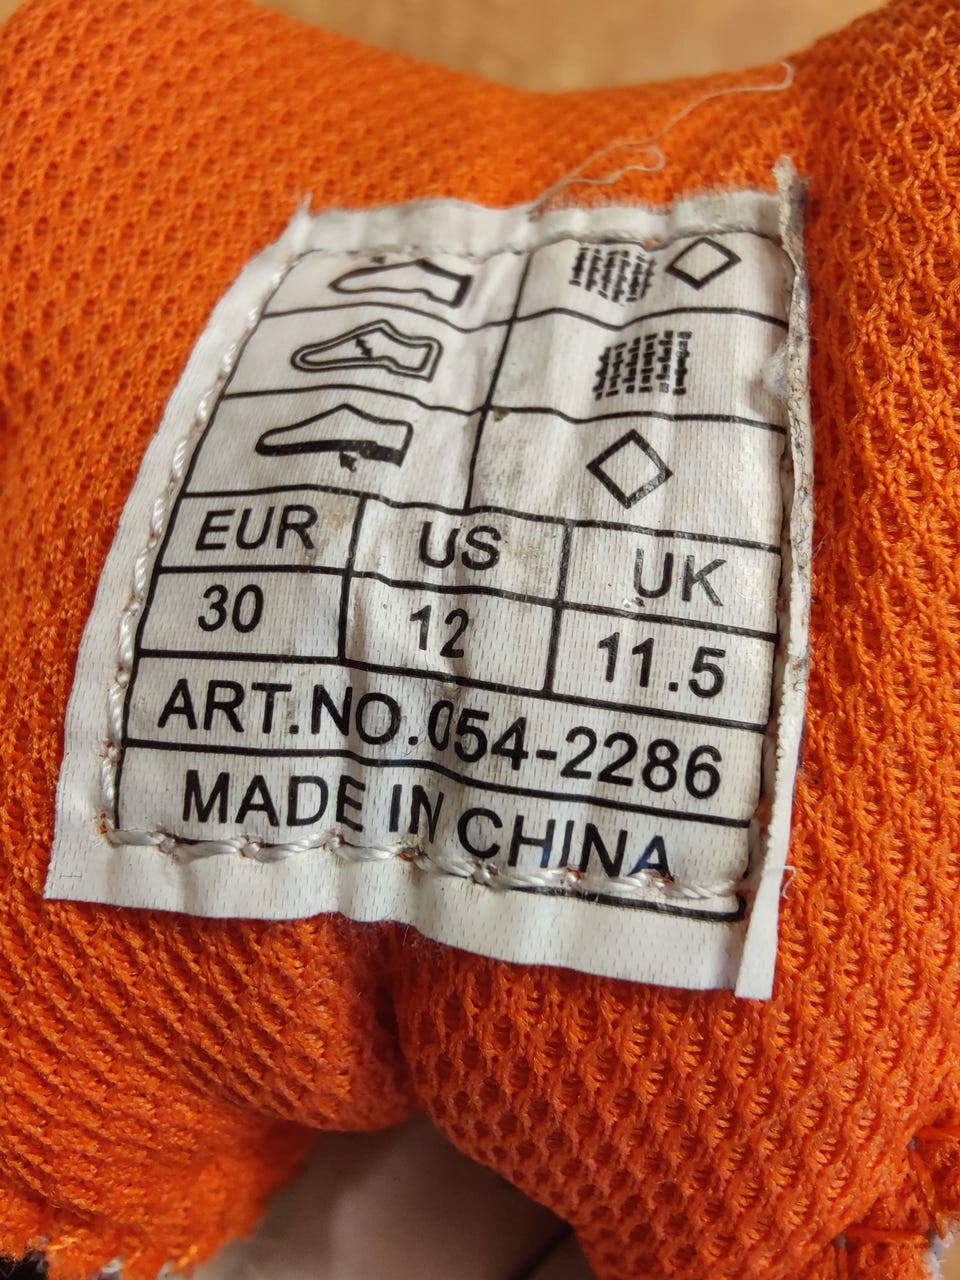 EUR US UK
30 12 11.5
ART.NO.054-2286
MADE IN CHINA